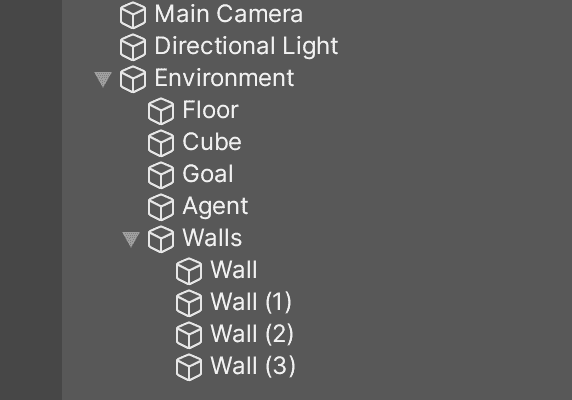 Main Camera
Directional Light
Environment
Floor
Cube
Goal
Agent
Walls
Wall
Wall (1)
Wall (2)
Wall (3)